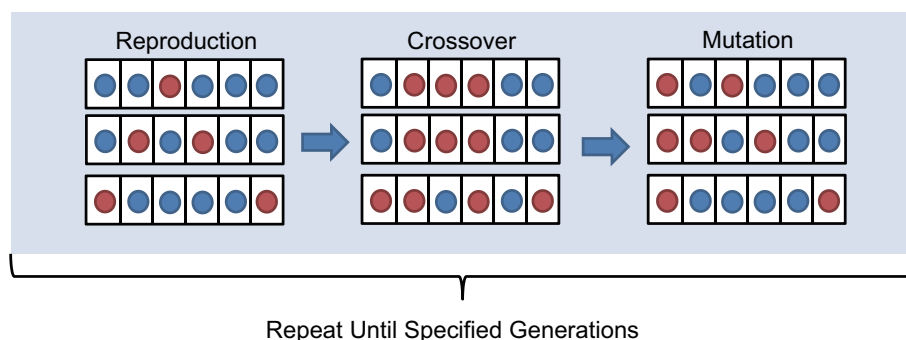 Reproduction
Crossover
Mutation
Repeat Until Specified Generations